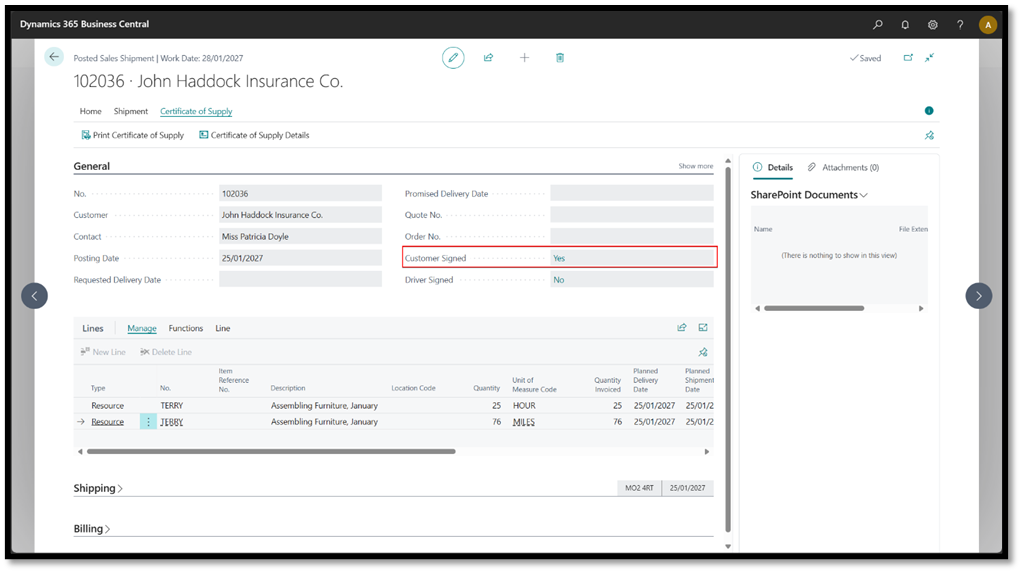 Dynamics 365 Business Central
A
Posted Sales Shipment | Work Date: 28/01/2027
Saved
102036 · John Haddock Insurance Co.
Home Shipment Certificate of Supply
Print Certificate of Supply Certificate of Supply Details
General Show more
No. 102036
Customer John Haddock Insurance Co.
Contact Miss Patricia Doyle
Posting Date 25/01/2027
Requested Delivery Date
Promised Delivery Date
Quote No.
Order No.
Customer Signed Yes
Driver Signed No
Lines Manage Functions Line
New Line Delete Line
Type No. Item Reference No. Description Location Code Quantity Unit of Measure Code Quantity Invoiced Planned Delivery Date Planned Shipment Date
Resource TERRY Assembling Furniture, January 25 HOUR 25 25/01/2027 25/01/2
Resource TERRY Assembling Furniture, January 76 MILES 76 25/01/2027 25/01/2
Shipping MO2 4RT 25/01/2027
Billing
Details Attachments (0)
SharePoint Documents
Name File Exten
(There is nothing to show in this view)